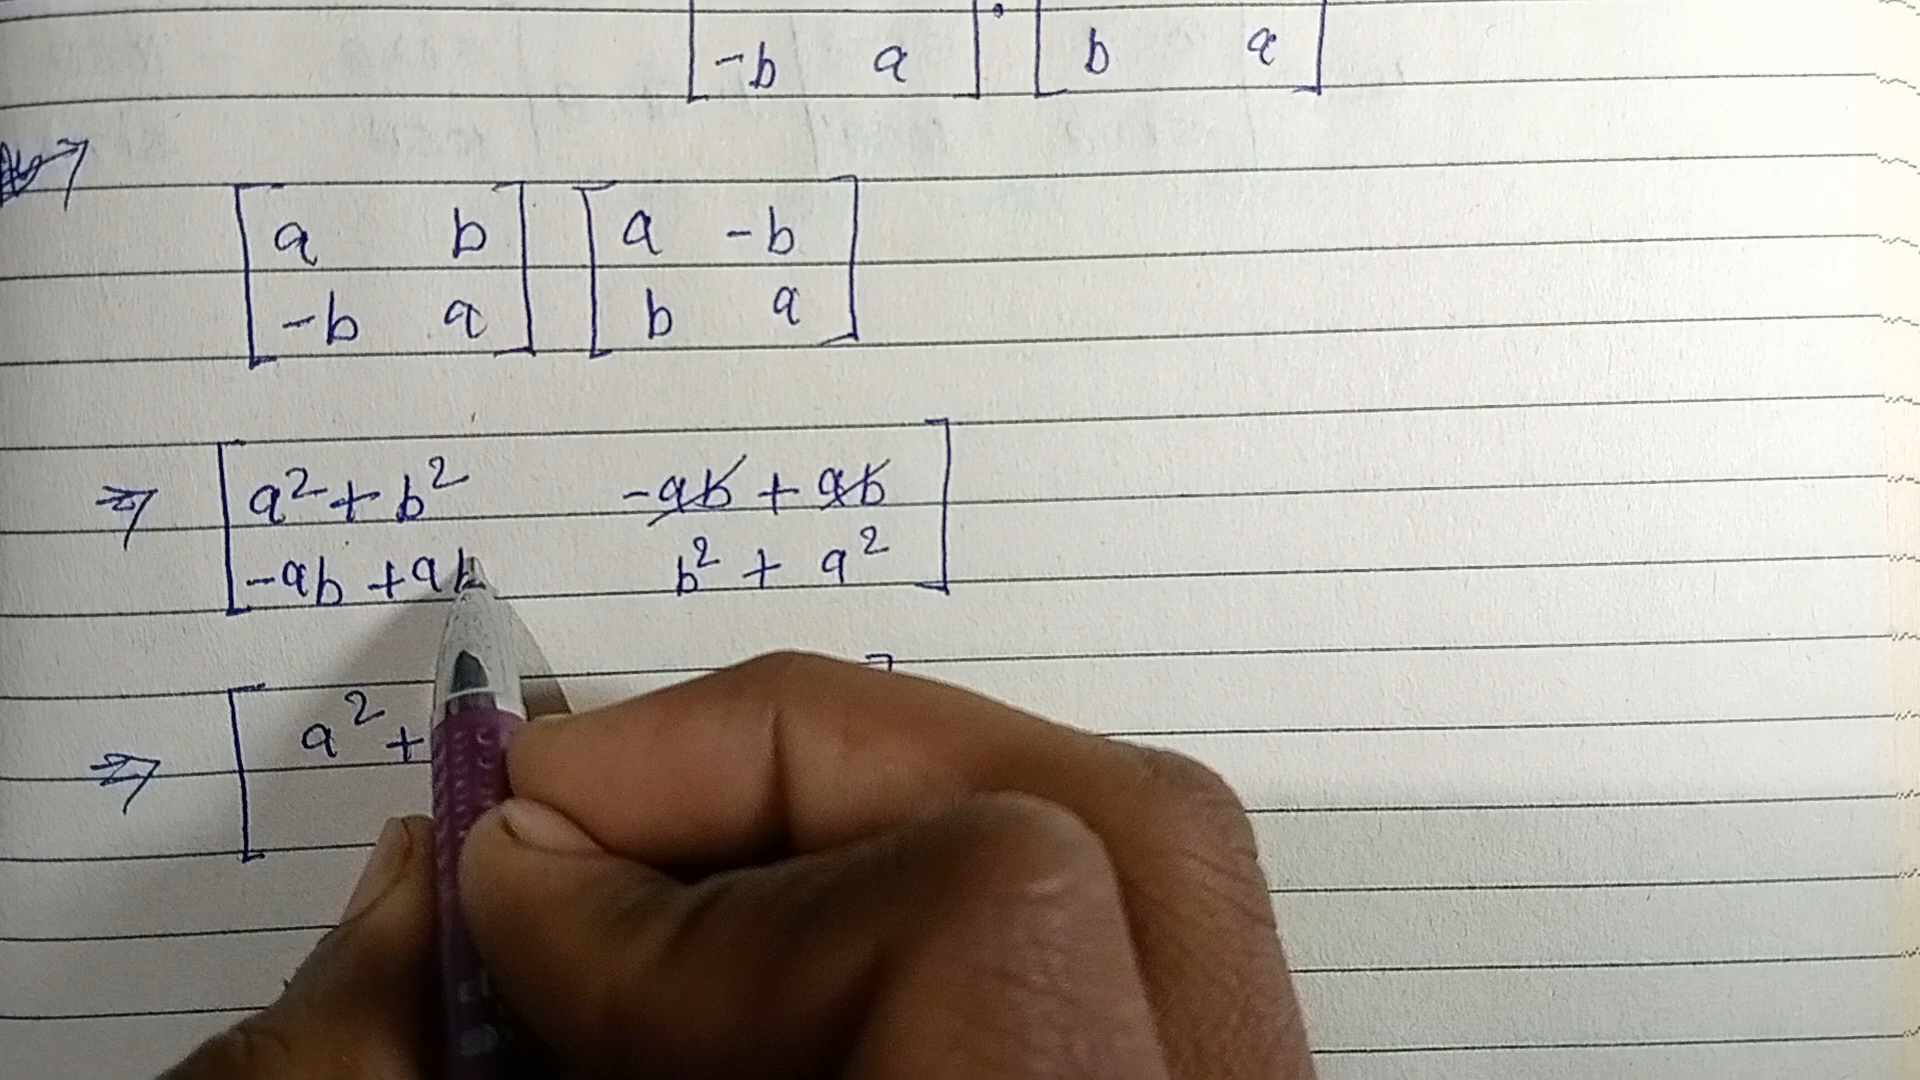 -b a . b a
⇒
a b a -b
-b a b a
⇒ a² + b² -ab + ab
-ab + ab b² + a²
⇒ a² +